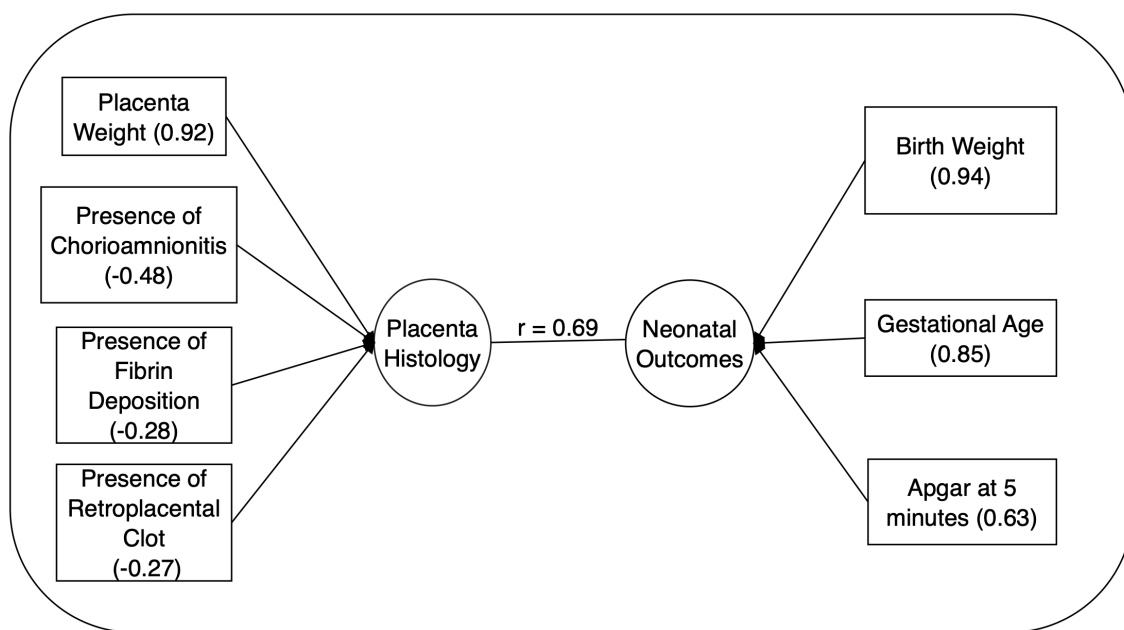 Placenta
Weight (0.92)
Presence of
Chorioamnionitis
(-0.48)
Presence of
Fibrin
Deposition
(-0.28)
Presence of
Retroplacental
Clot
(-0.27)
Placenta
Histology
r = 0.69
Neonatal
Outcomes
Birth Weight
(0.94)
Gestational Age
(0.85)
Apgar at 5
minutes (0.63)